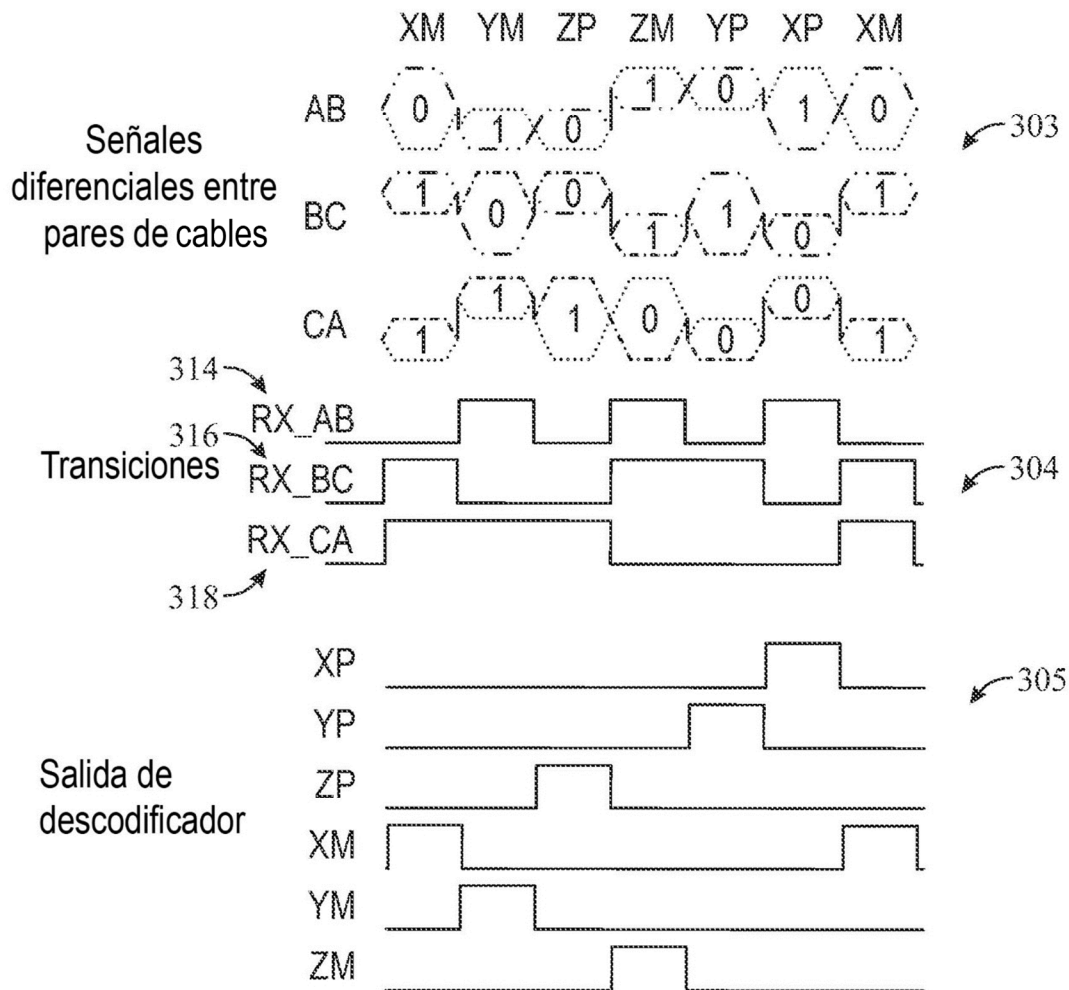 XM YM ZP ZM YP XP XM
AB 0 1 0 1 0 1 0
303
Señales
diferenciales entre
pares de cables
BC 1 0 0 1 1 0 1
CA 1 1 1 0 0 0 1
314
RX_AB
316
Transiciones
RX_BC
304
RX_CA
318
XP
305
YP
Salida de
descodificador
ZP
XM
YM
ZM